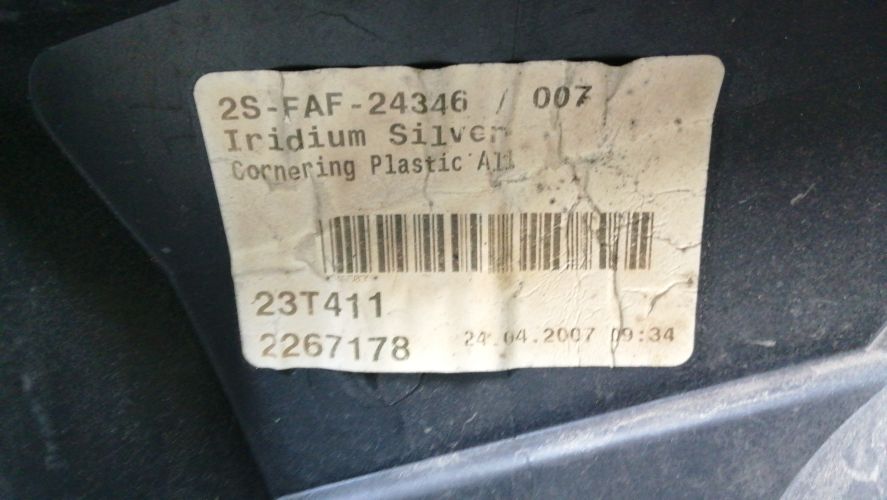 2S-FAF-24346 / 007
Iridium Silver
Cornering Plastic All
23T411
2267178
24.04.2007 09:34